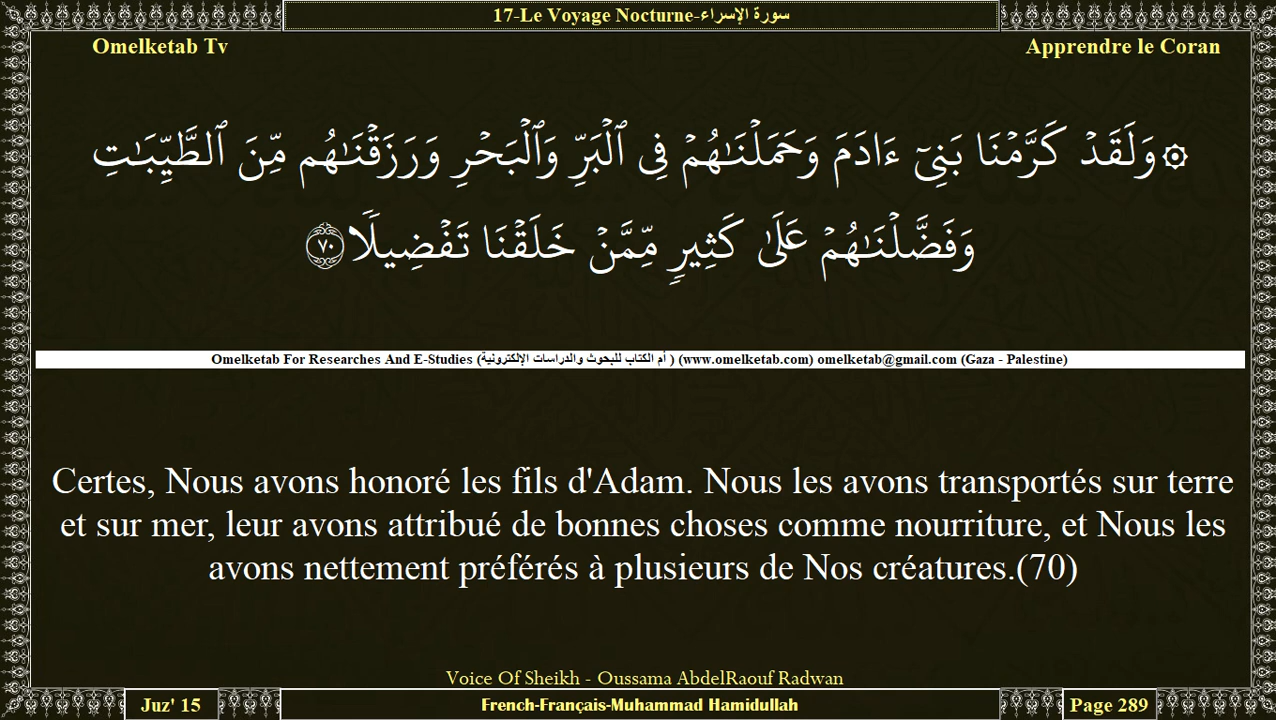 17-Le Voyage Nocturne-سورة الإسراء
Omelketab Tv
Apprendre le Coran
۞وَلَقَدۡ كَرَّمۡنَا بَنِيٓ ءَادَمَ وَحَمَلۡنَٰهُمۡ فِي ٱلۡبَرِّ وَٱلۡبَحۡرِ وَرَزَقۡنَٰهُم مِّنَ ٱلطَّيِّبَٰتِ
وَفَضَّلۡنَٰهُمۡ عَلَىٰ كَثِيرٖ مِّمَّنۡ خَلَقۡنَا تَفۡضِيلٗا ٧٠
Omelketab For Researches And E-Studies (أم الكتاب للبحوث والدراسات الإلكترونية ) (www.omelketab.com) omelketab@gmail.com (Gaza - Palestine)
Certes, Nous avons honoré les fils d'Adam. Nous les avons transportés sur terre
et sur mer, leur avons attribué de bonnes choses comme nourriture, et Nous les
avons nettement préférés à plusieurs de Nos créatures.(70)
Voice Of Sheikh - Oussama AbdelRaouf Radwan
Juz' 15
French-Français-Muhammad Hamidullah
Page 289